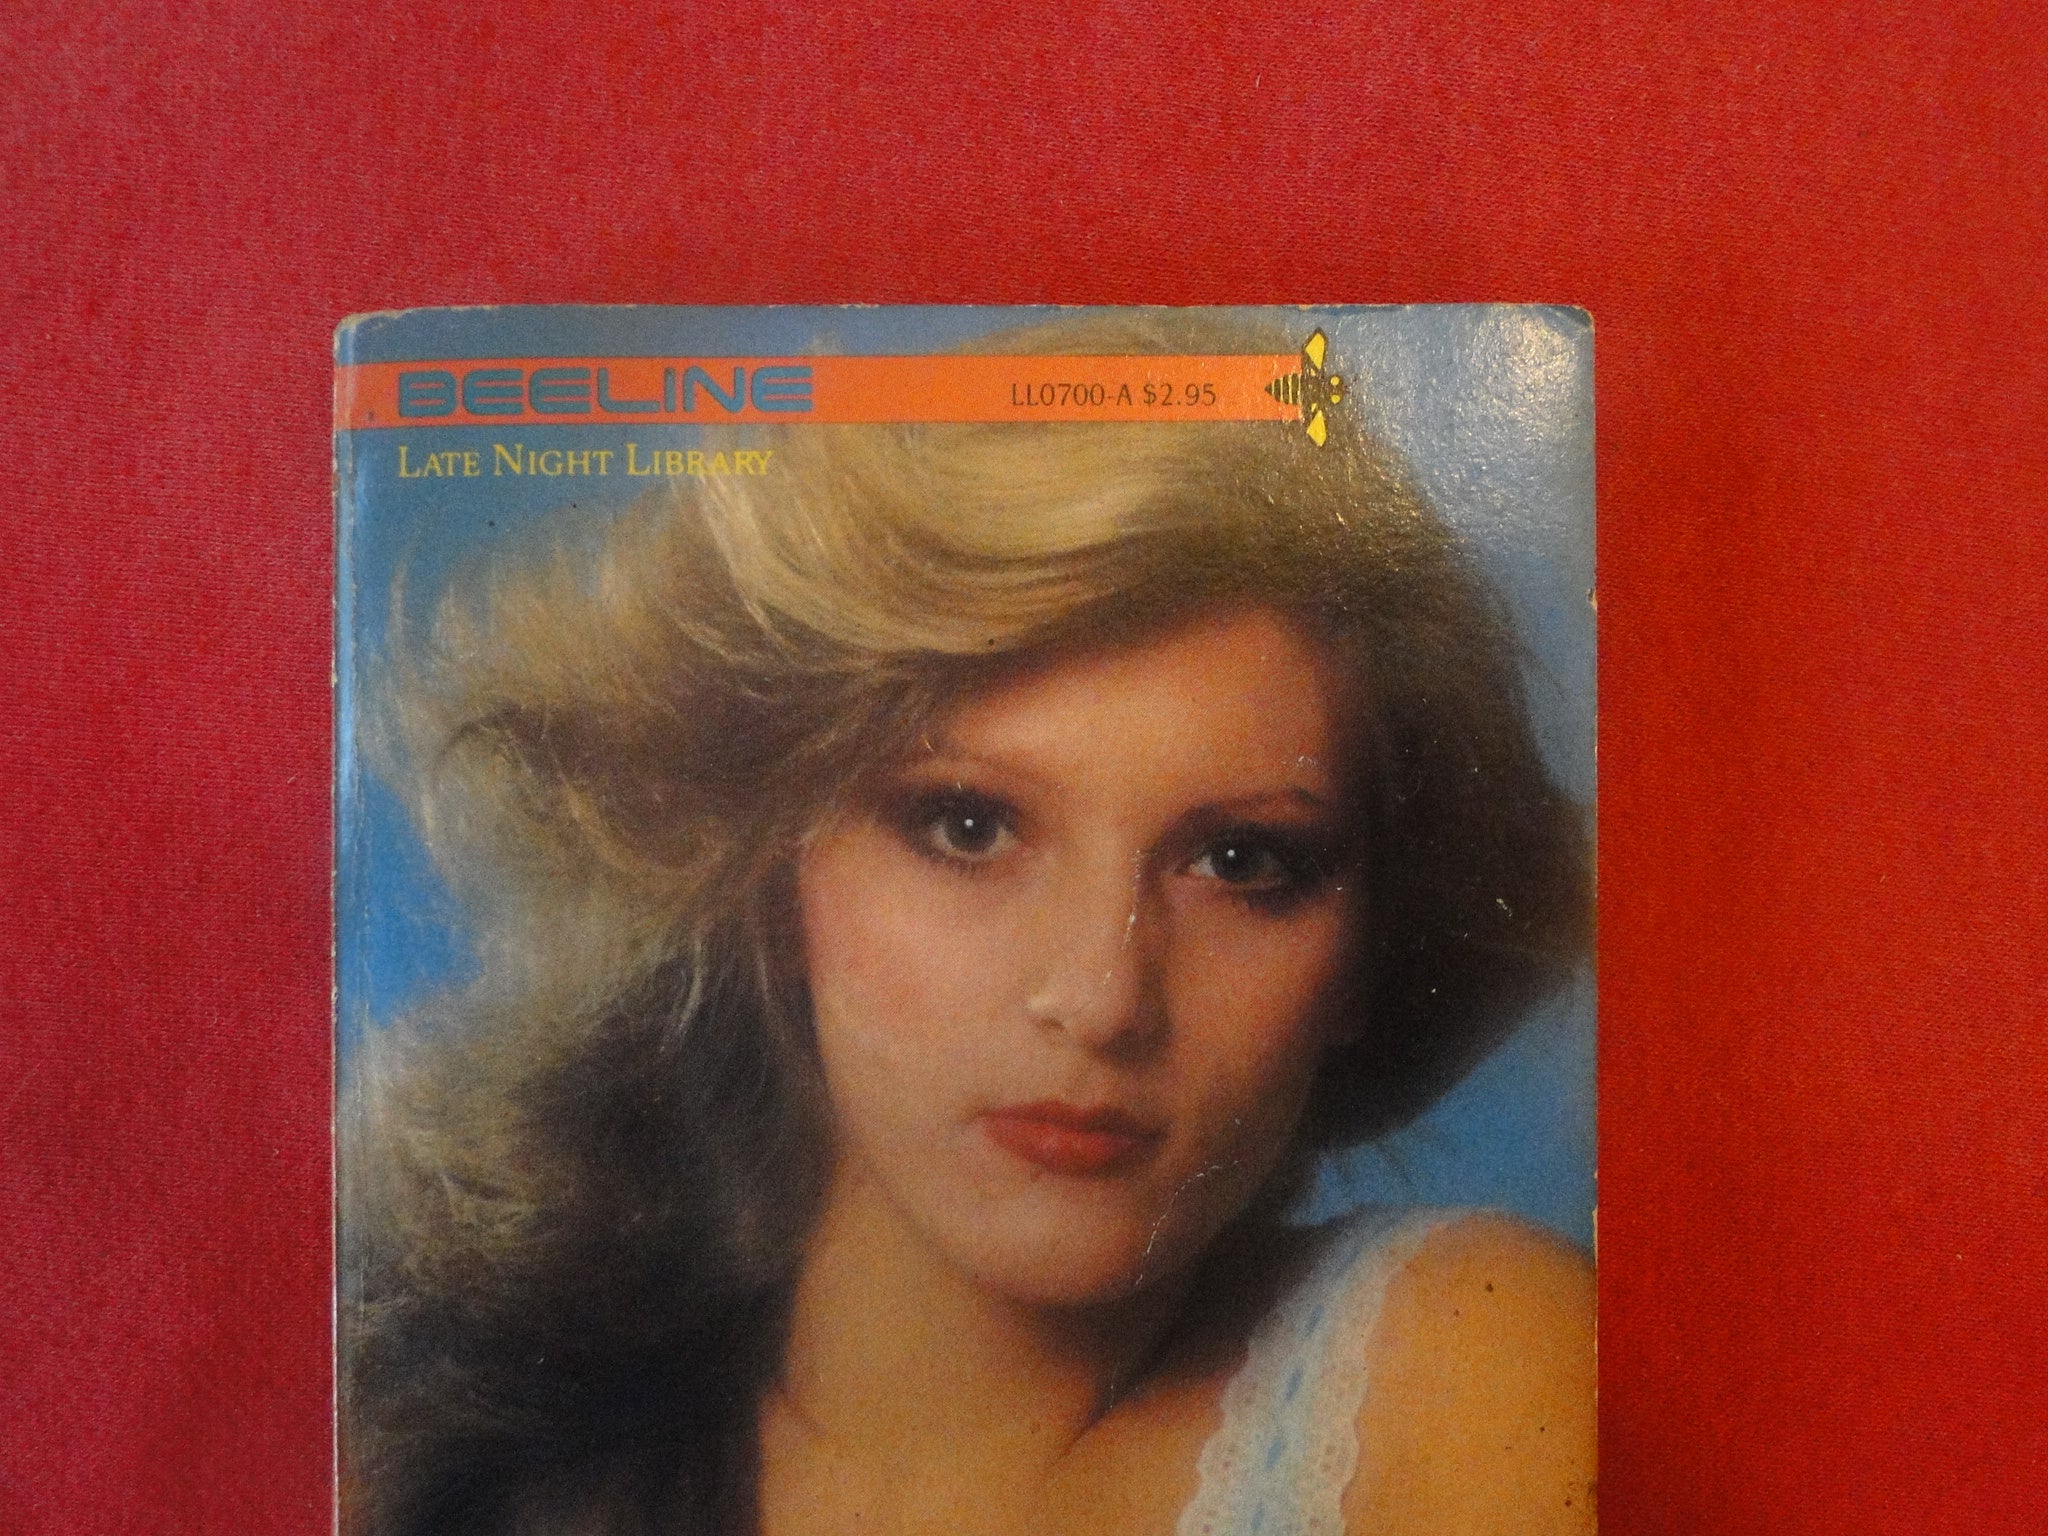 BEELINE
LL0700-A $2.95
LATE NIGHT LIBRARY